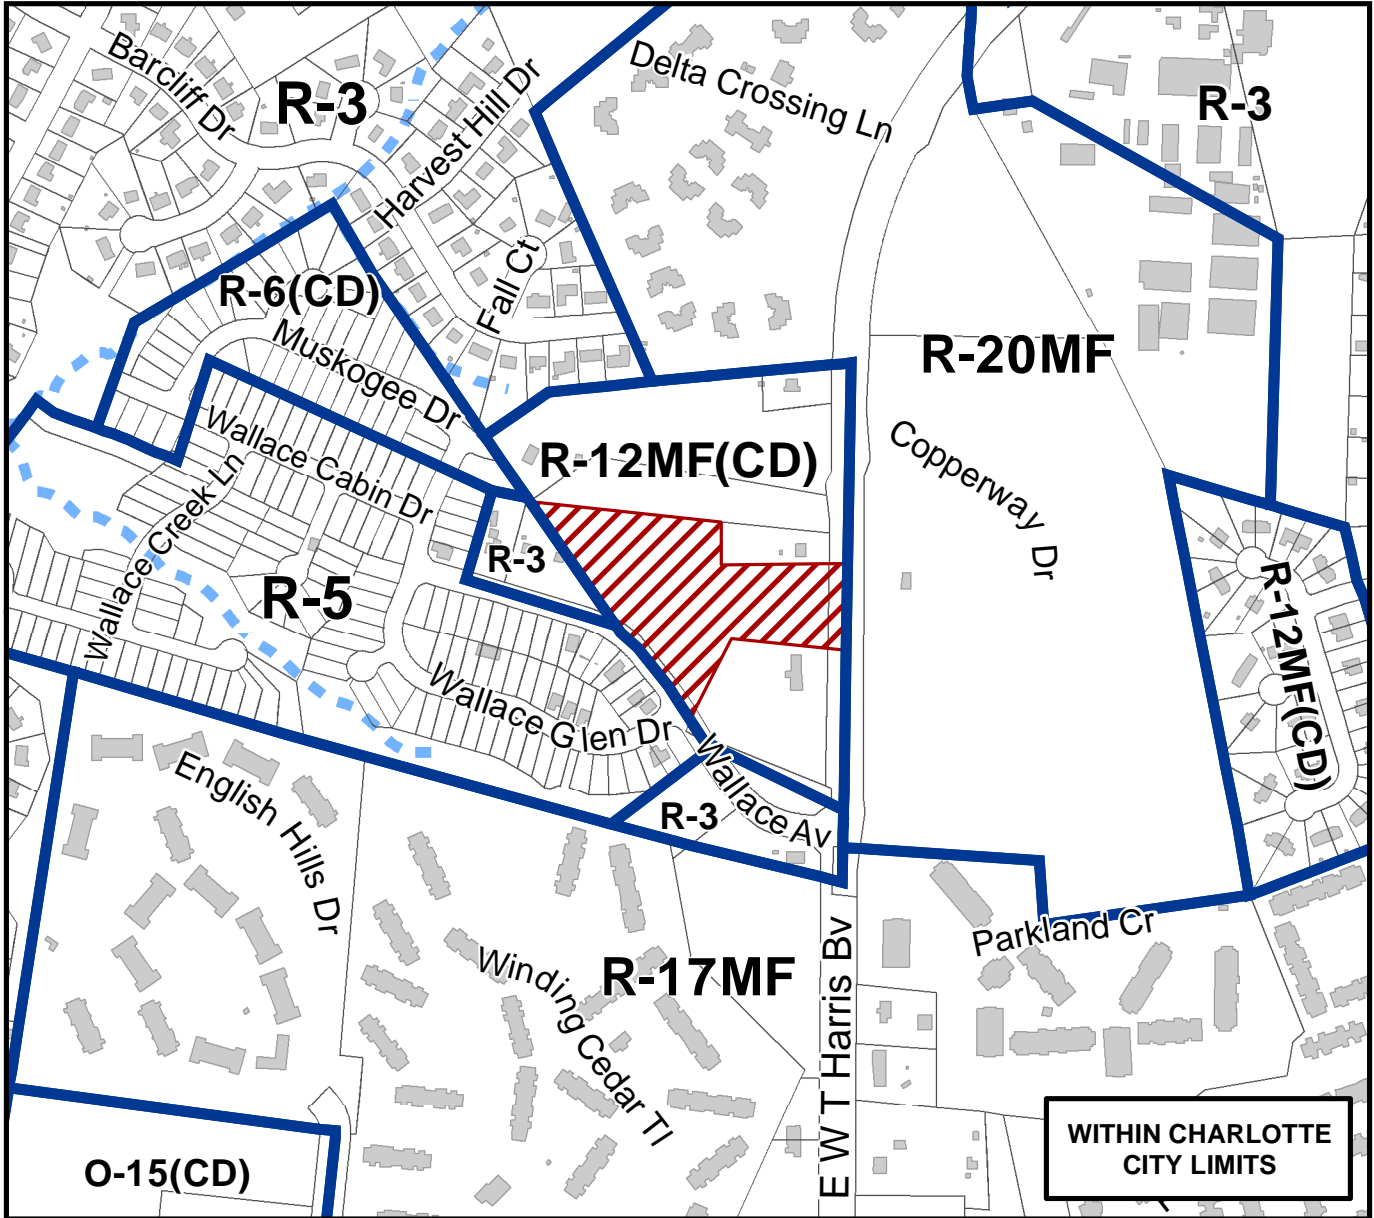 Barcliff Dr
R-3
Harvest Hill Dr
Delta Crossing Ln
R-3
Fall Ct
R-6(CD)
Muskogee Dr
R-20MF
Wallace Cabin Dr
R-12MF(CD)
Copperway Dr
Wallace Creek Ln
R-3
R-5
R-12MF(CD)
Wallace Glen Dr
English Hills Dr
Wallace Av
R-3
Parkland Cr
Winding Cedar Tl
R-17MF
E W T Harris Bv
O-15(CD)
WITHIN CHARLOTTE
CITY LIMITS